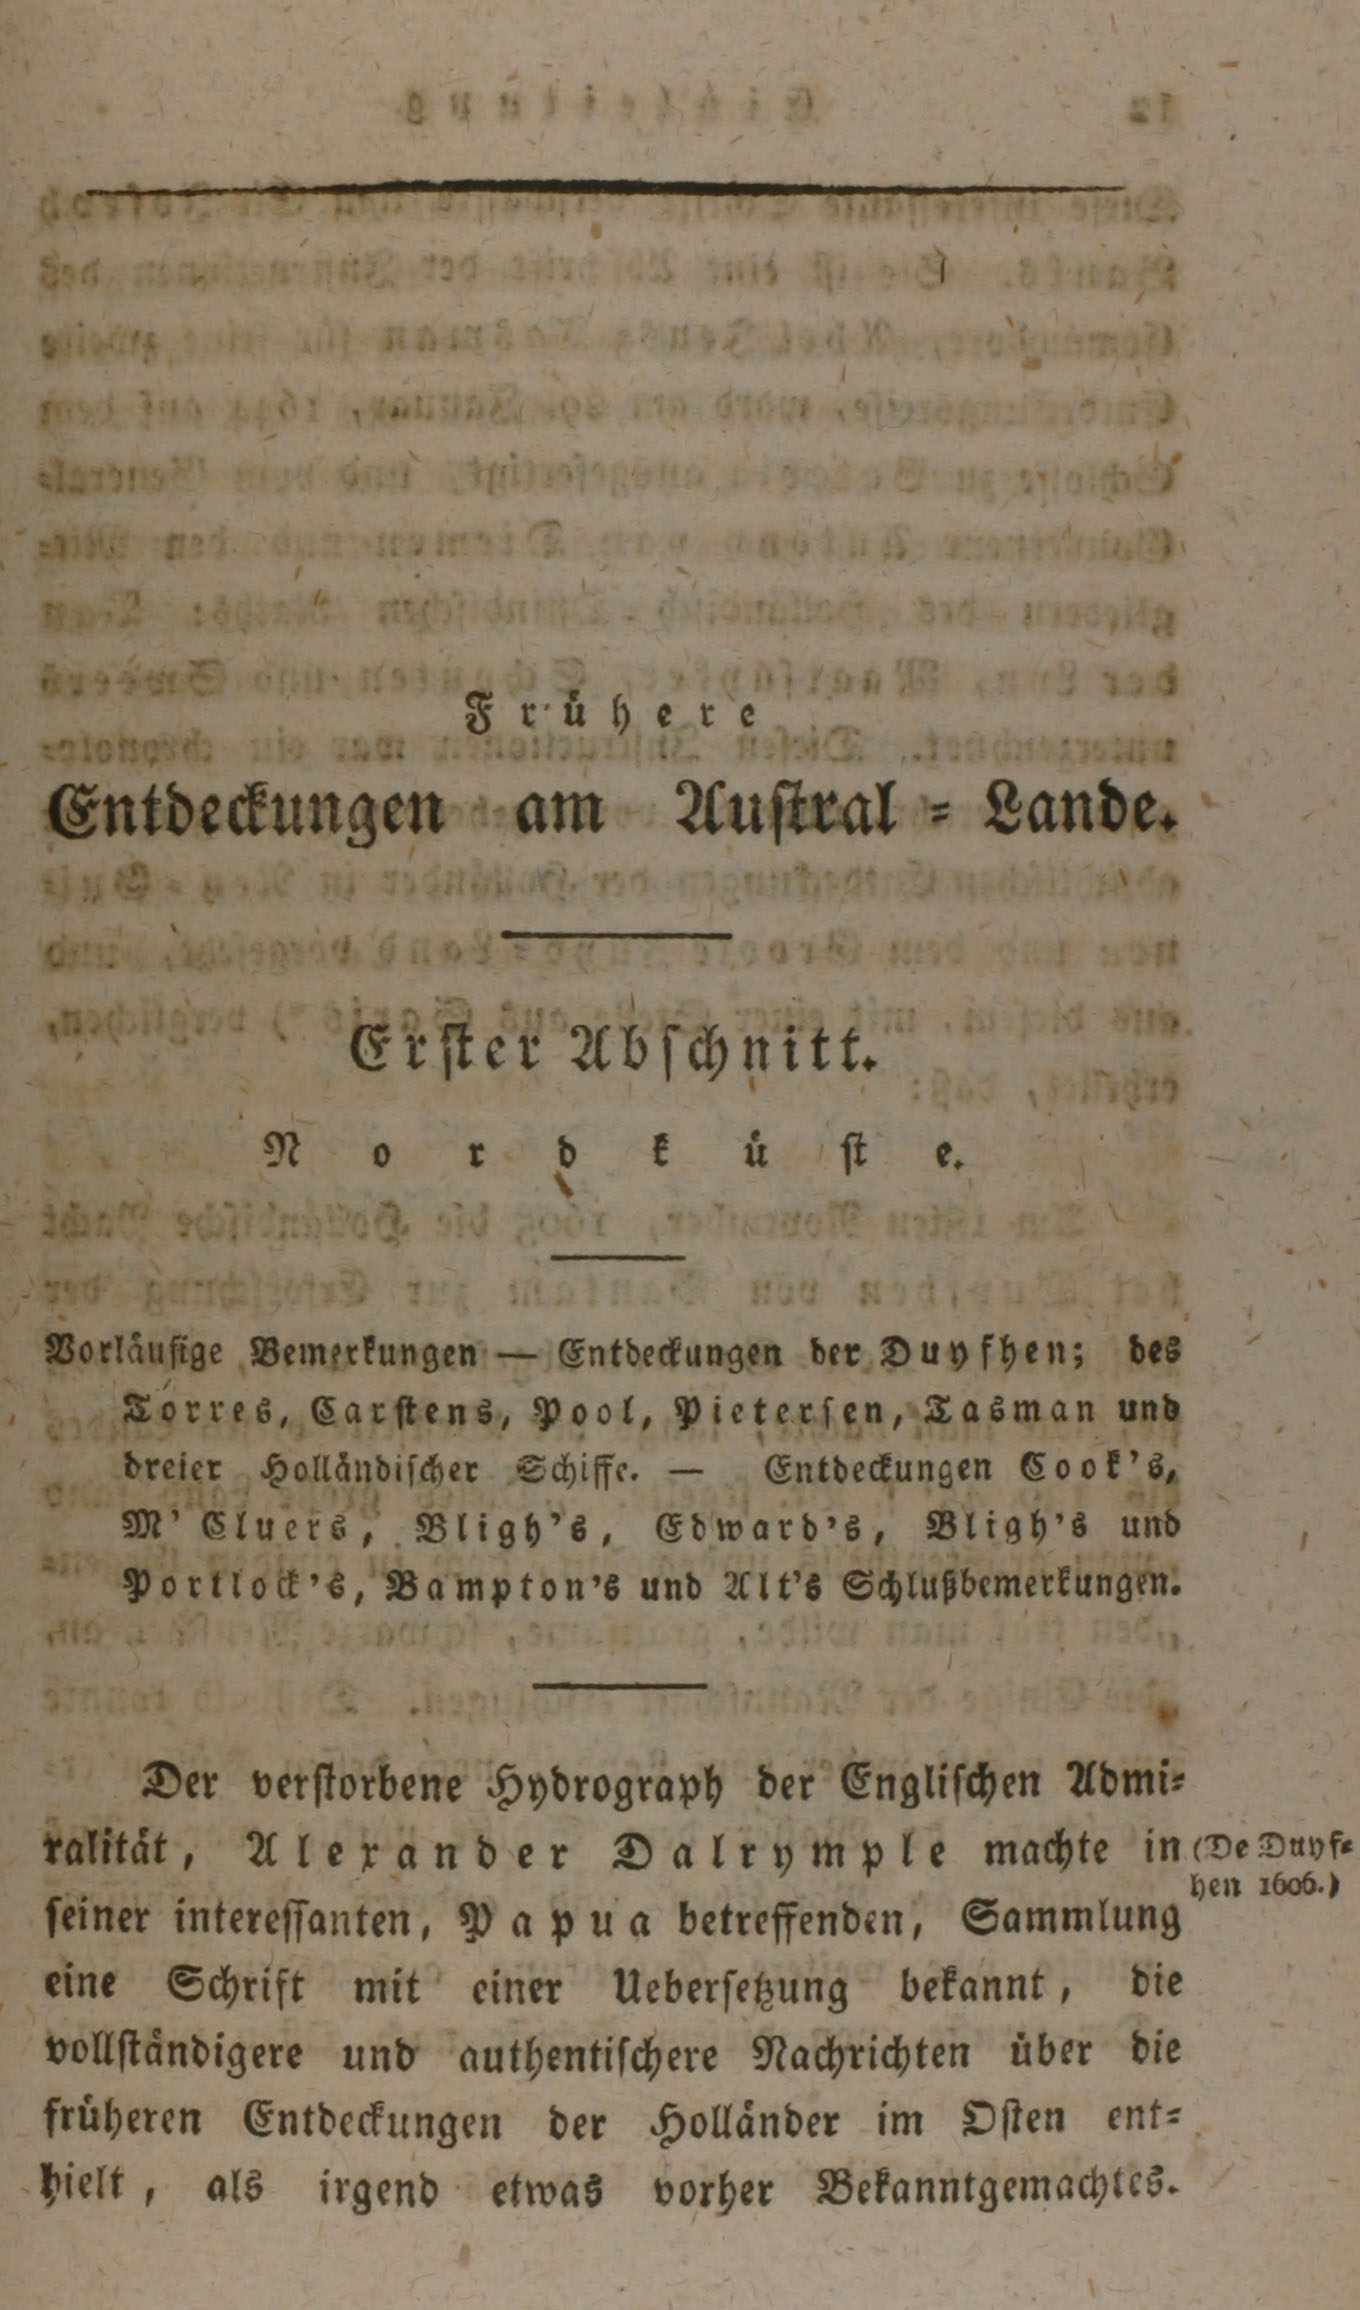 Frühere
Entdeckungen am Austral-Lande.
Erster Abschnitt.
Nordküste.
Vorläufige Bemerkungen — Entdeckungen der Duyfhen; des
Torres, Carstens, Pool, Pietersen, Tasman und
dreier Holländischer Schiffe. — Entdeckungen Cook's,
M' Cluers, Bligh's, Edward's, Bligh's und
Portlock's, Bampton's und Alt's Schlußbemerkungen.
Der verstorbene Hydrograph der Englischen Admi-
ralität, Alexander Dalrymple machte in
(De Duyf-
hen 1606.)
seiner interessanten, Papua betreffenden, Sammlung
eine Schrift mit einer Uebersetzung bekannt, die
vollständigere und authentischere Nachrichten über die
früheren Entdeckungen der Holländer im Osten ent-
hielt, als irgend etwas vorher Bekanntgemachtes.